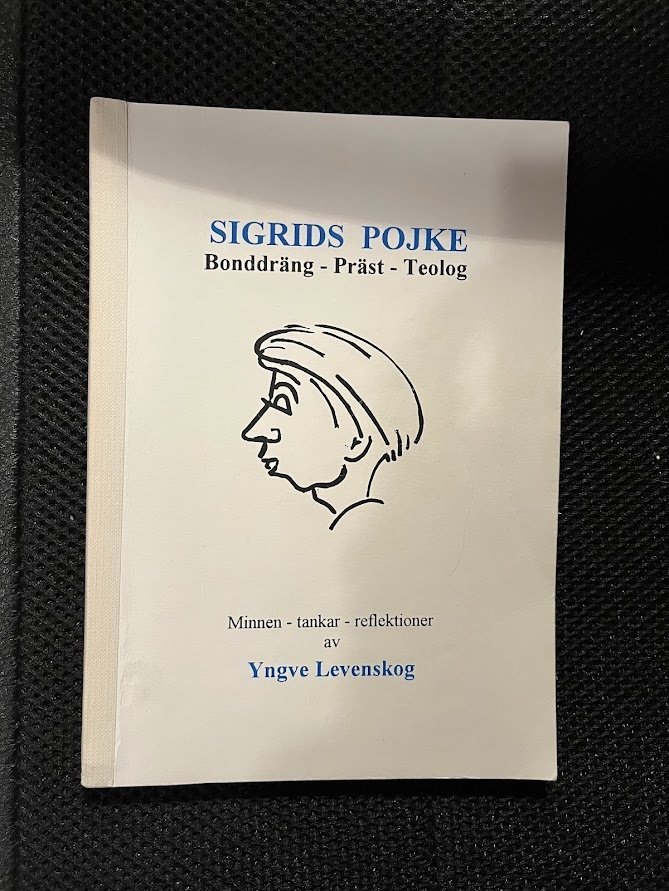 SIGRIDS POJKE
Bonddräng - Präst - Teolog
Minnen - tankar - reflektioner
av
Yngve Levenskog